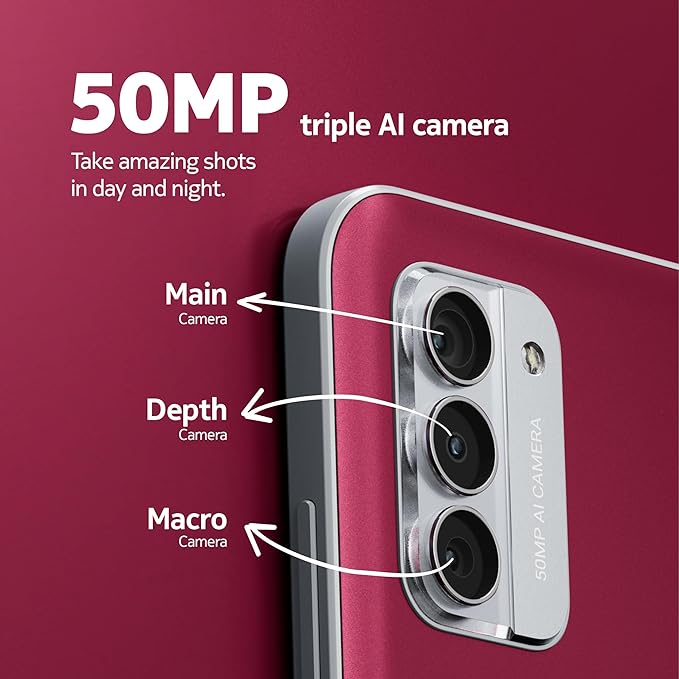 50MP triple AI camera
Take amazing shots
in day and night.
Main
Camera
Depth
Camera
Macro
Camera
50MP AI CAMERA